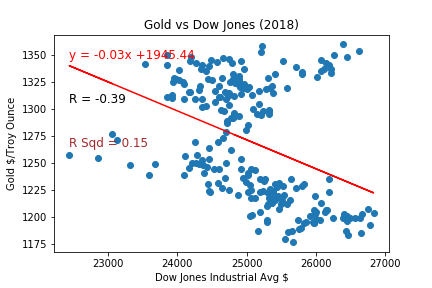 Gold vs Dow Jones (2018)
Gold $/Troy Ounce
1350
1325
1300
1275
1250
1225
1200
1175
y = -0.03x +1945.44
R = -0.39
R Sqd = 0.15
23000 24000 25000 26000 27000
Dow Jones Industrial Avg $